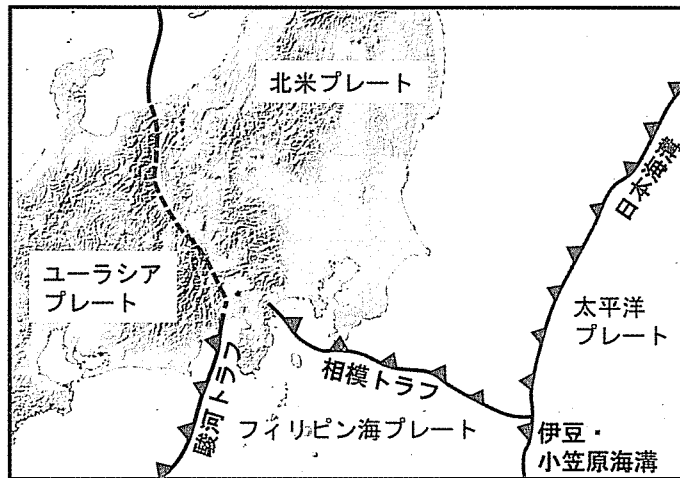 北米プレート
日本海溝
ユーラシア
プレート
太平洋
プレート
相模トラフ
駿河トラフ
フィリピン海プレート
伊豆・
小笠原海溝